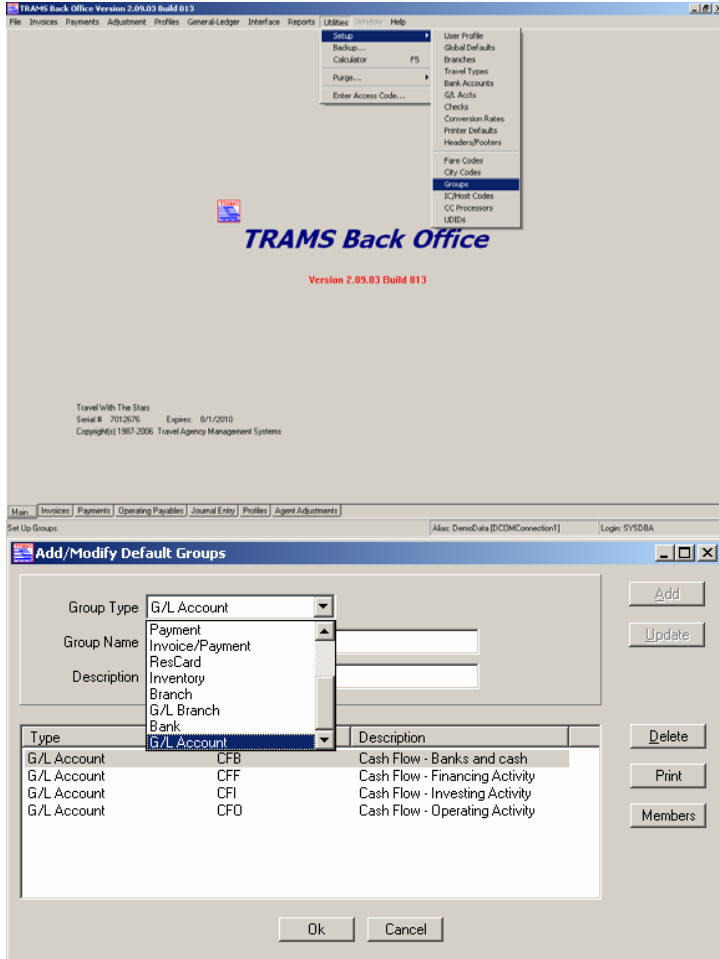 TRAMS Back Office Version 2.09.03 Build 013
File Invoices Payments Adjustment Profiles General-Ledger Interface Reports Utilities Window Help
Setup
Backup...
Calculator F5
Purge...
Enter Access Code...
User Profile
Global Defaults
Branches
Travel Types
Bank Accounts
G/L Accts
Checks
Conversion Rates
Printer Defaults
Headers/Footers
Fare Codes
City Codes
Groups
IC/Host Codes
CC Processors
UDIDs
TRAMS
TRAMS Back Office
Version 2.09.03 Build 013
Travel With The Stars
Serial # 7012676 Expires: 8/1/2010
Copyright(s) 1987-2006 Travel Agency Management Systems
Main Invoices Payments Operating Payables Journal Entry Profiles Agent Adjustments
Set Up Groups. Alias: DemoData [DCOMConnection1] Login: SYSDBA
Add/Modify Default Groups
Group Type G/L Account
Group Name
Description
Payment
Invoice/Payment
ResCard
Inventory
Branch
G/L Branch
Bank
G/L Account
Add
Update
Type Description
G/L Account CFB Cash Flow - Banks and cash
G/L Account CFF Cash Flow - Financing Activity
G/L Account CFI Cash Flow - Investing Activity
G/L Account CFO Cash Flow - Operating Activity
Delete
Print
Members
Ok Cancel